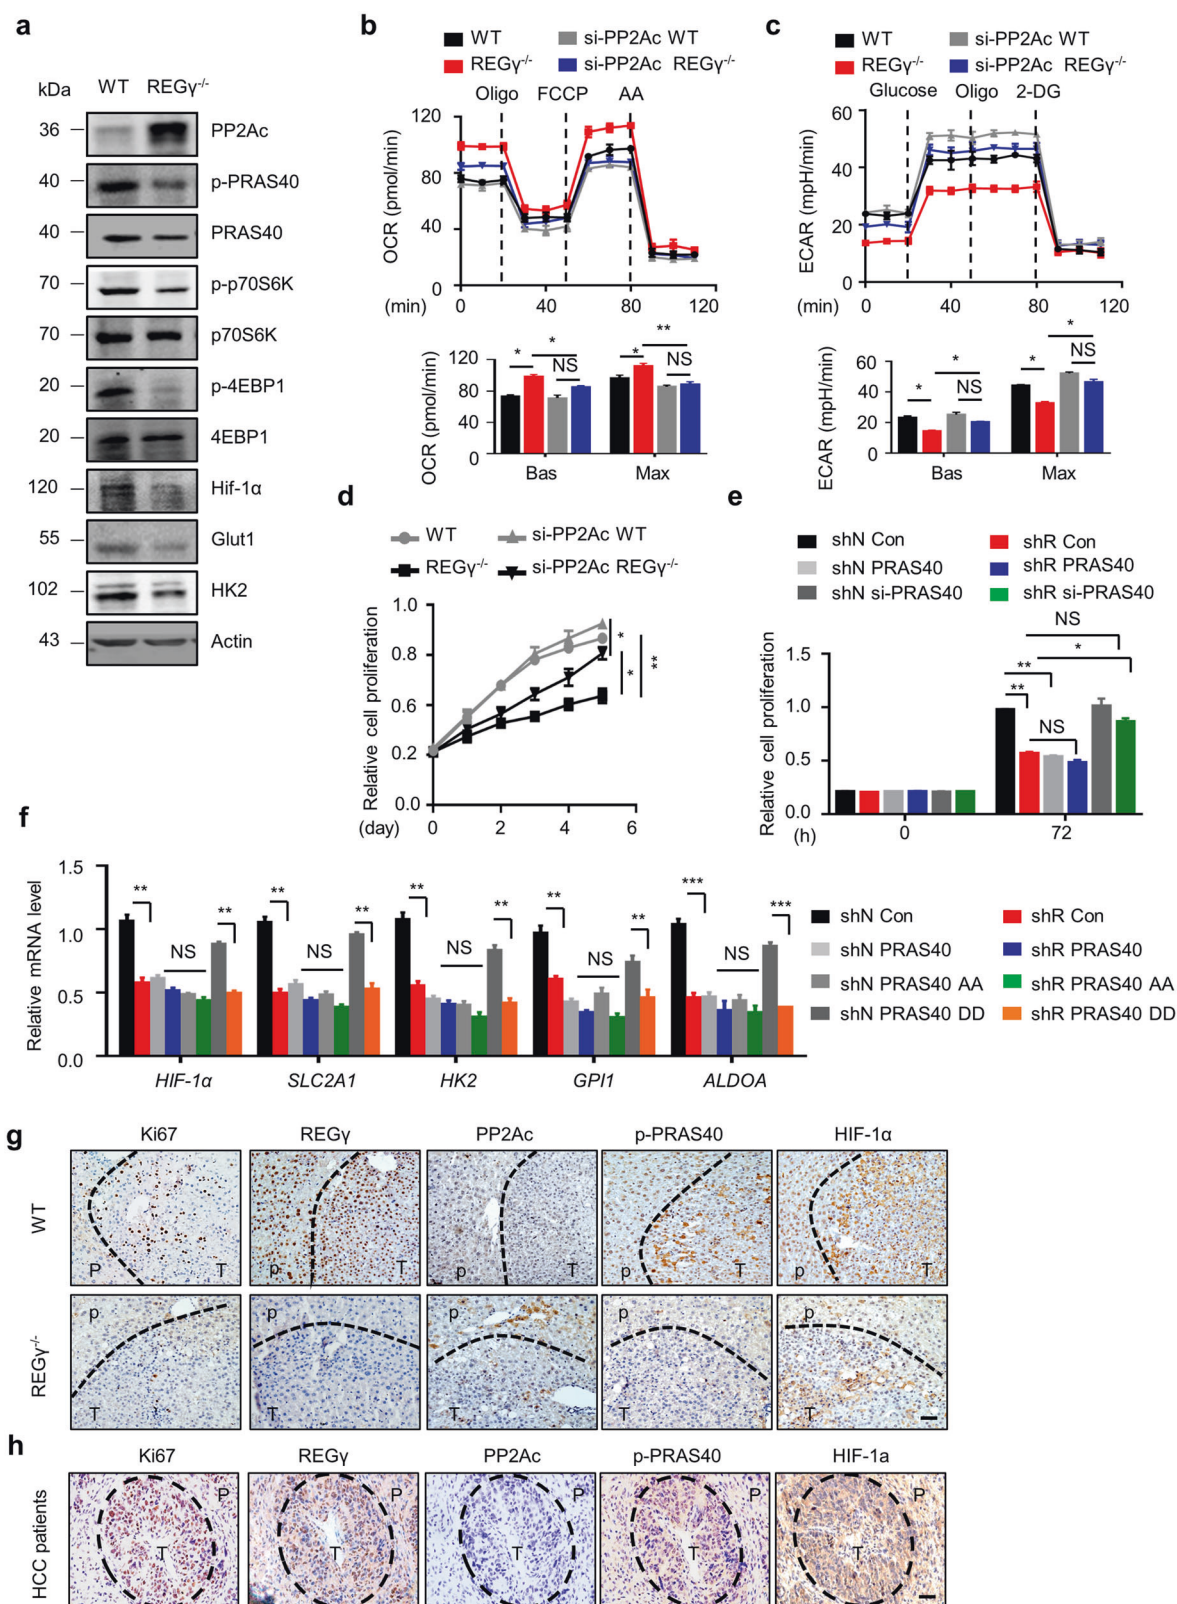 a
kDa WT REGγ-/-
36 PP2Ac
40 p-PRAS40
40 PRAS40
70 p-p70S6K
70 p70S6K
20 p-4EBP1
20 4EBP1
120 Hif-1α
55 Glut1
102 HK2
43 Actin
b
WT si-PP2Ac WT
REGγ-/- si-PP2Ac REGγ-/-
Oligo FCCP AA
OCR (pmol/min)
120
80
40
0
(min) 0 40 80 120
OCR (pmol/min)
120
80
40
0
* * NS * ** NS
Bas Max
c
WT si-PP2Ac WT
REGγ-/- si-PP2Ac REGγ-/-
Glucose Oligo 2-DG
ECAR (mpH/min)
60
40
20
0
(min) 0 40 80 120
ECAR (mpH/min)
60
40
20
0
* * NS * * NS
Bas Max
d
WT si-PP2Ac WT
REGγ-/- si-PP2Ac REGγ-/-
Relative cell proliferation
1.0
0.8
0.6
0.2
0.0
* * **
(day) 0 2 4 6
e
shN Con shR Con
shN PRAS40 shR PRAS40
shN si-PRAS40 shR si-PRAS40
Relative cell proliferation
1.5
1.0
0.5
0.0
NS
*
**
**
NS
(h) 0 72
f
Relative mRNA level
1.5
1.0
0.5
0.0
** NS ** ** NS ** ** NS ** ** NS ** *** NS ***
HIF-1α SLC2A1 HK2 GPI1 ALDOA
shN Con shR Con
shN PRAS40 shR PRAS40
shN PRAS40 AA shR PRAS40 AA
shN PRAS40 DD shR PRAS40 DD
g
Ki67 REGγ PP2Ac p-PRAS40 HIF-1α
WT
P T p T p T p T p T
REGγ-/-
p T p T p T p T p T
h
Ki67 REGγ PP2Ac p-PRAS40 HIF-1a
HCC patients
P T P T P T P T P T